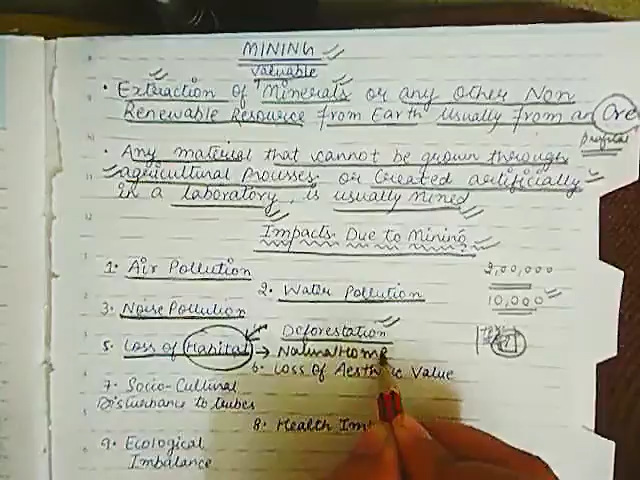 MINING
Valuable
• Extraction of Minerals or any other Non
Renewable Resource from Earth Usually from an Ore
• Any material that cannot be grown through
agricultural prousses or Created artificially
in a laboratory, is usually mined
Impacts Due to Mining
1. Air Pollution
2,00,000
2. Water Pollution
10,000
3. Noise Pollution
Deforestation
5. Loss of Habitat → Natural Home
6. Loss of Aesthetic Value
7. Socio-Cultural
Disturbance to tribes
8. Health
9. Ecological
Imbalance